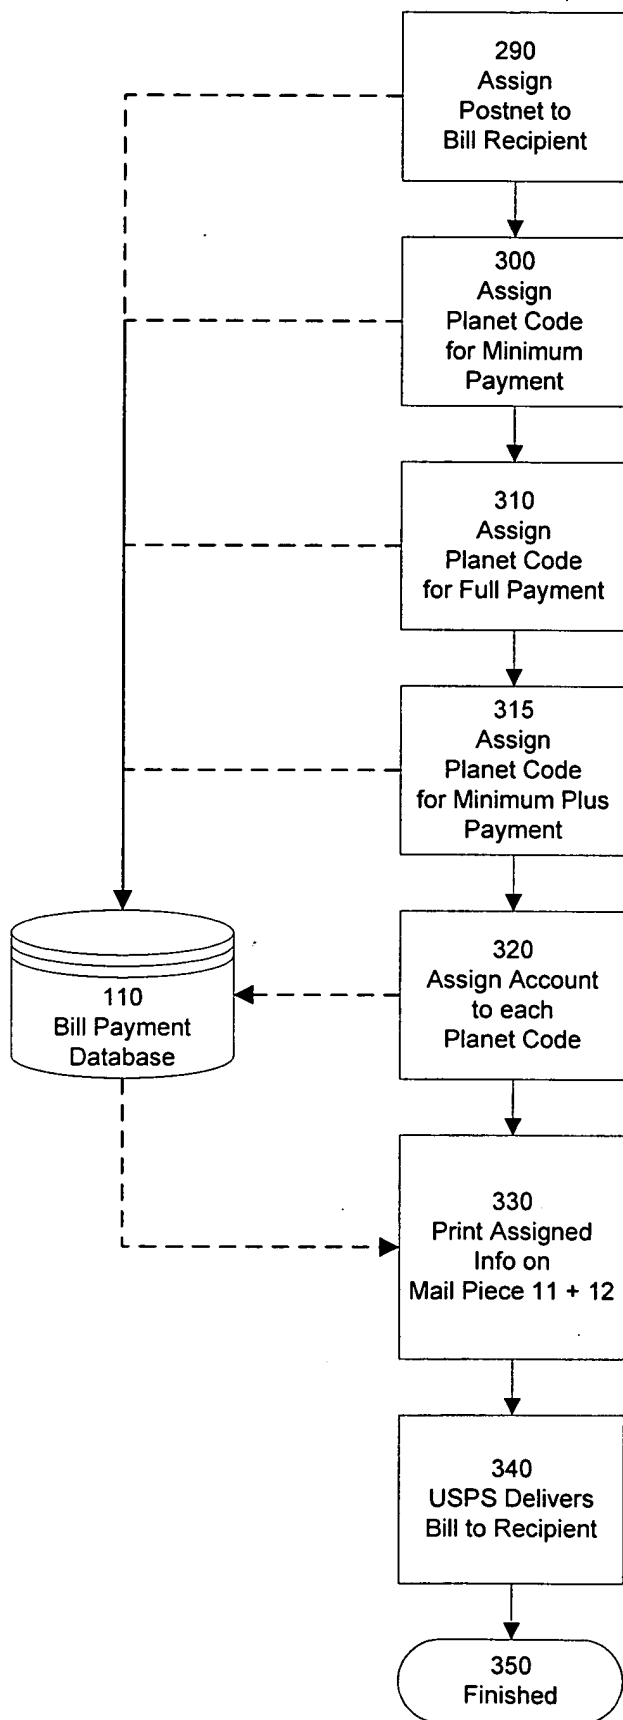 290
Assign
Postnet to
Bill Recipient
300
Assign
Planet Code
for Minimum
Payment
310
Assign
Planet Code
for Full Payment
315
Assign
Planet Code
for Minimum Plus
Payment
110
Bill Payment
Database
320
Assign Account
to each
Planet Code
330
Print Assigned
Info on
Mail Piece 11 + 12
340
USPS Delivers
Bill to Recipient
350
Finished